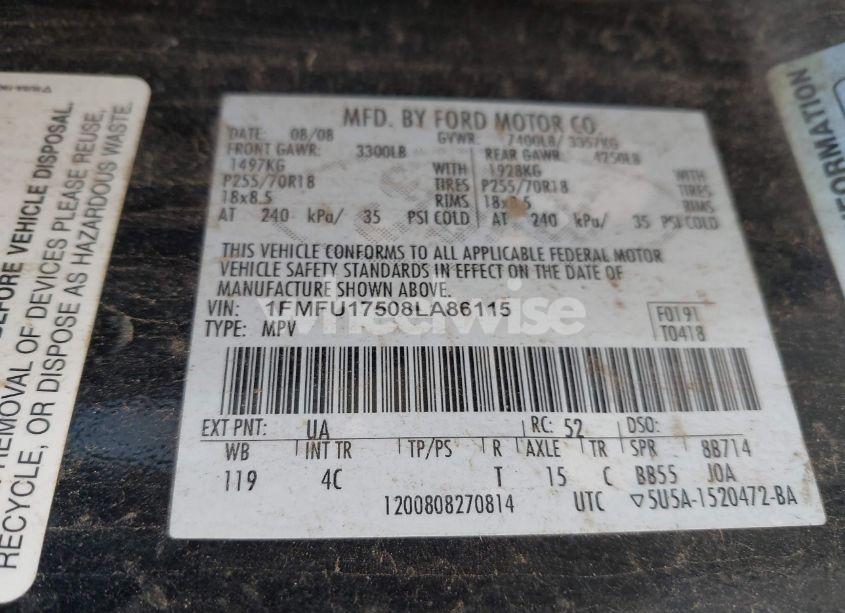 MFD. BY FORD MOTOR CO.
DATE: 08/08 GVWR: 7400LB/ 3357KG
FRONT GAWR: 3300LB REAR GAWR: 4250LB
1497KG WITH 1928KG WITH
P255/70R18 TIRES P255/70R18 TIRES
18x8.5 RIMS 18x8.5 RIMS
AT 240 kPa/ 35 PSI COLD AT 240 kPa/ 35 PSI COLD
THIS VEHICLE CONFORMS TO ALL APPLICABLE FEDERAL MOTOR
VEHICLE SAFETY STANDARDS IN EFFECT ON THE DATE OF
MANUFACTURE SHOWN ABOVE.
VIN: 1FMFU17508LA86115 F0191
TYPE: MPV T0418
wheelwise
EXT PNT: UA RC: 52 DSO:
WB INT TR TP/PS R AXLE TR SPR 8B714
119 4C T 15 C BB55 J0A
1200808270814 UTC ▽5U5A-1520472-BA
BEFORE VEHICLE DISPOSAL.
REMOVAL OF DEVICES PLEASE REUSE,
RECYCLE, OR DISPOSE AS HAZARDOUS WASTE.
FORMATION